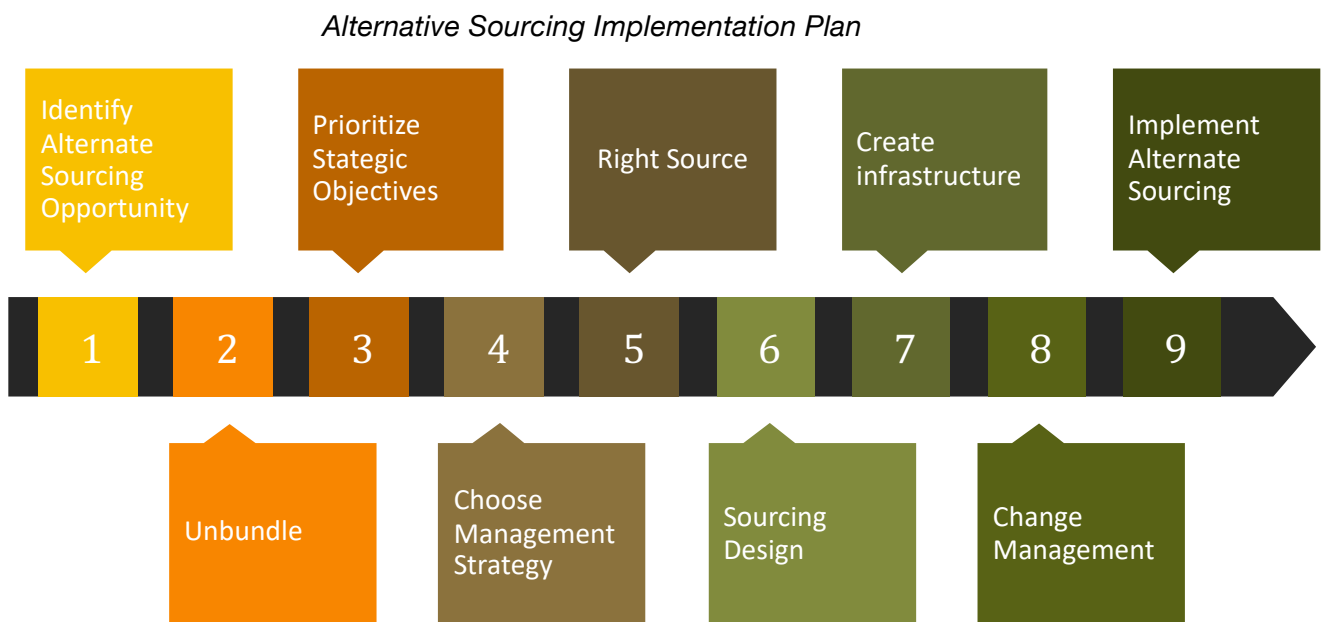 Alternative Sourcing Implementation Plan
Identify
Alternate
Sourcing
Opportunity
Prioritize
Stategic
Objectives
Right Source
Create
infrastructure
Implement
Alternate
Sourcing
1 2 3 4 5 6 7 8 9
Unbundle
Choose
Management
Strategy
Sourcing
Design
Change
Management